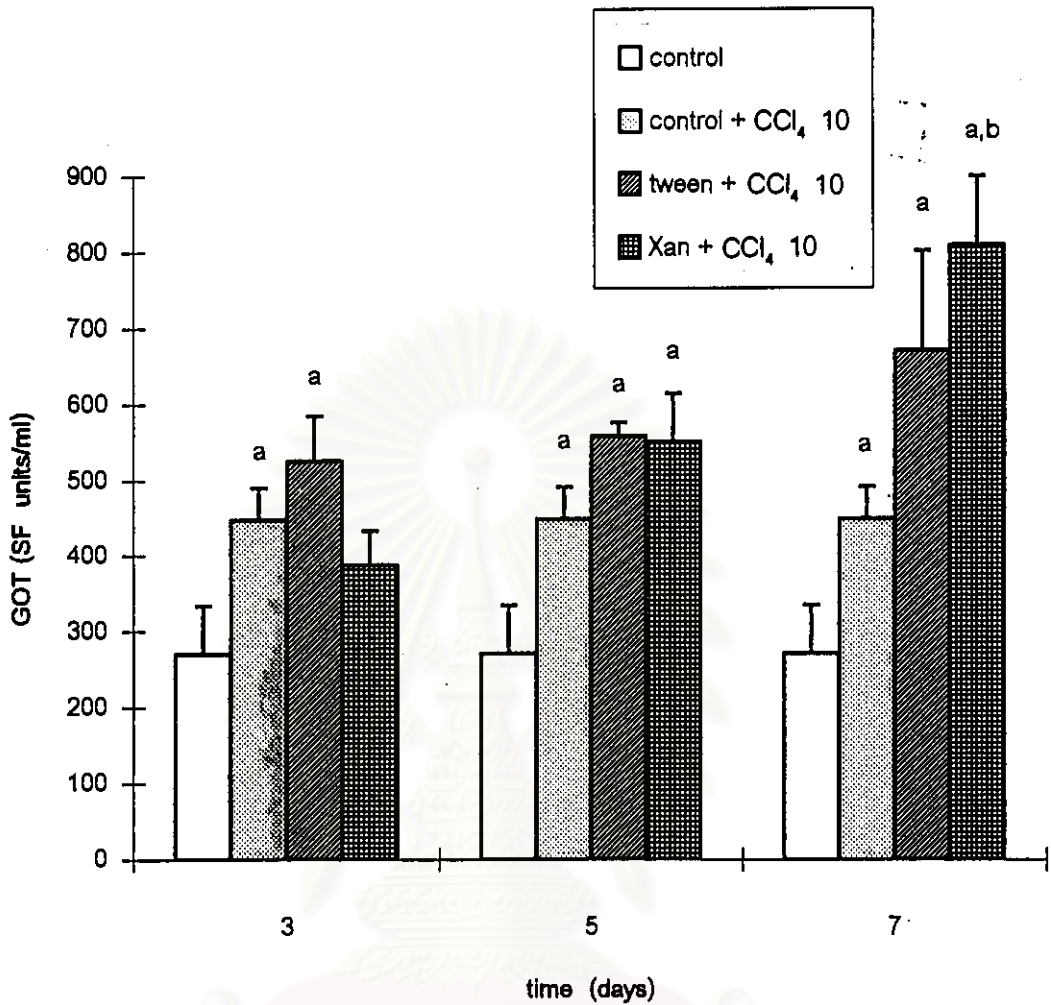 control
control + CCl₄ 10
tween + CCl₄ 10
Xan + CCl₄ 10
a,b
900
a
800
700
a
a
600
a
a
a
a
500
400
300
200
100
0
GOT (SF units/ml)
3 5 7
time (days)